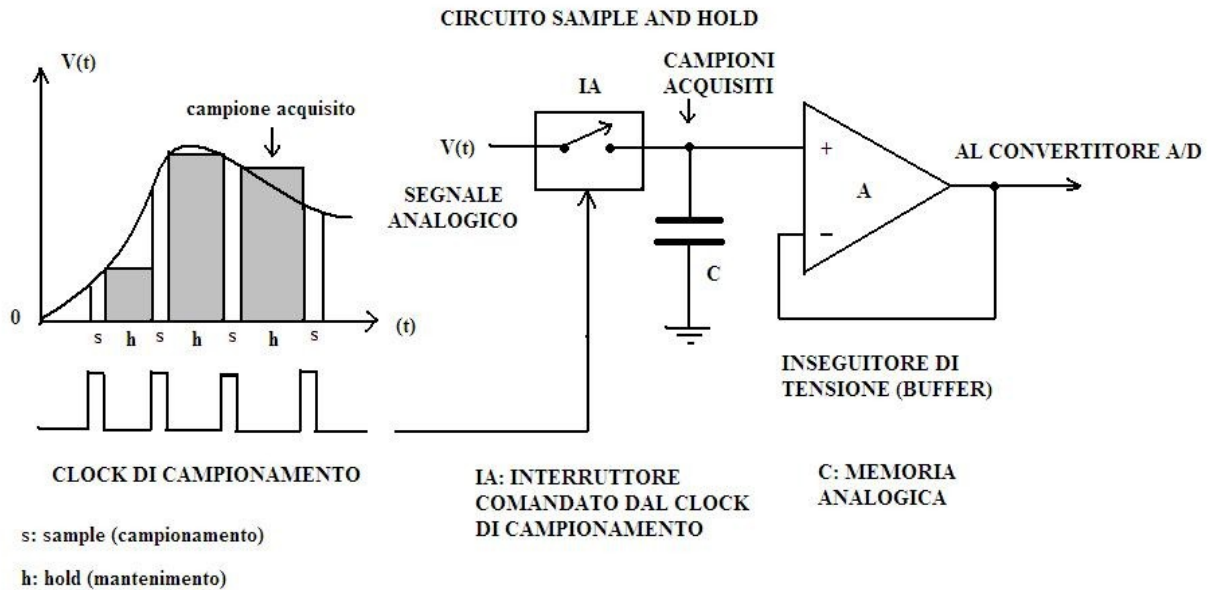 CIRCUITO SAMPLE AND HOLD
V(t)
campione acquisito
0
s h s h s h s
(t)
CLOCK DI CAMPIONAMENTO
s: sample (campionamento)
h: hold (mantenimento)
IA
CAMPIONI
ACQUISITI
V(t)
SEGNALE
ANALOGICO
C
+
A
−
AL CONVERTITORE A/D
INSEGUITORE DI
TENSIONE (BUFFER)
IA: INTERRUTTORE
COMANDATO DAL CLOCK
DI CAMPIONAMENTO
C: MEMORIA
ANALOGICA